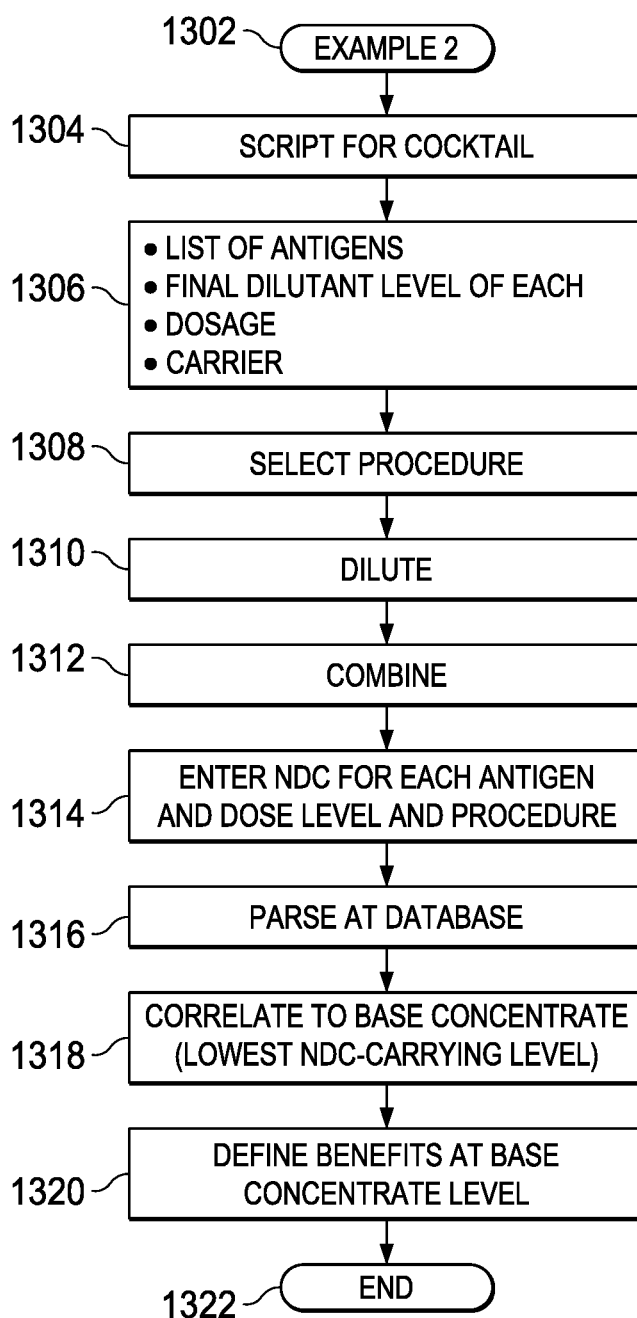 1302
EXAMPLE 2
1304
SCRIPT FOR COCKTAIL
1306
• LIST OF ANTIGENS
• FINAL DILUTANT LEVEL OF EACH
• DOSAGE
• CARRIER
1308
SELECT PROCEDURE
1310
DILUTE
1312
COMBINE
1314
ENTER NDC FOR EACH ANTIGEN
AND DOSE LEVEL AND PROCEDURE
1316
PARSE AT DATABASE
1318
CORRELATE TO BASE CONCENTRATE
(LOWEST NDC-CARRYING LEVEL)
1320
DEFINE BENEFITS AT BASE
CONCENTRATE LEVEL
1322
END